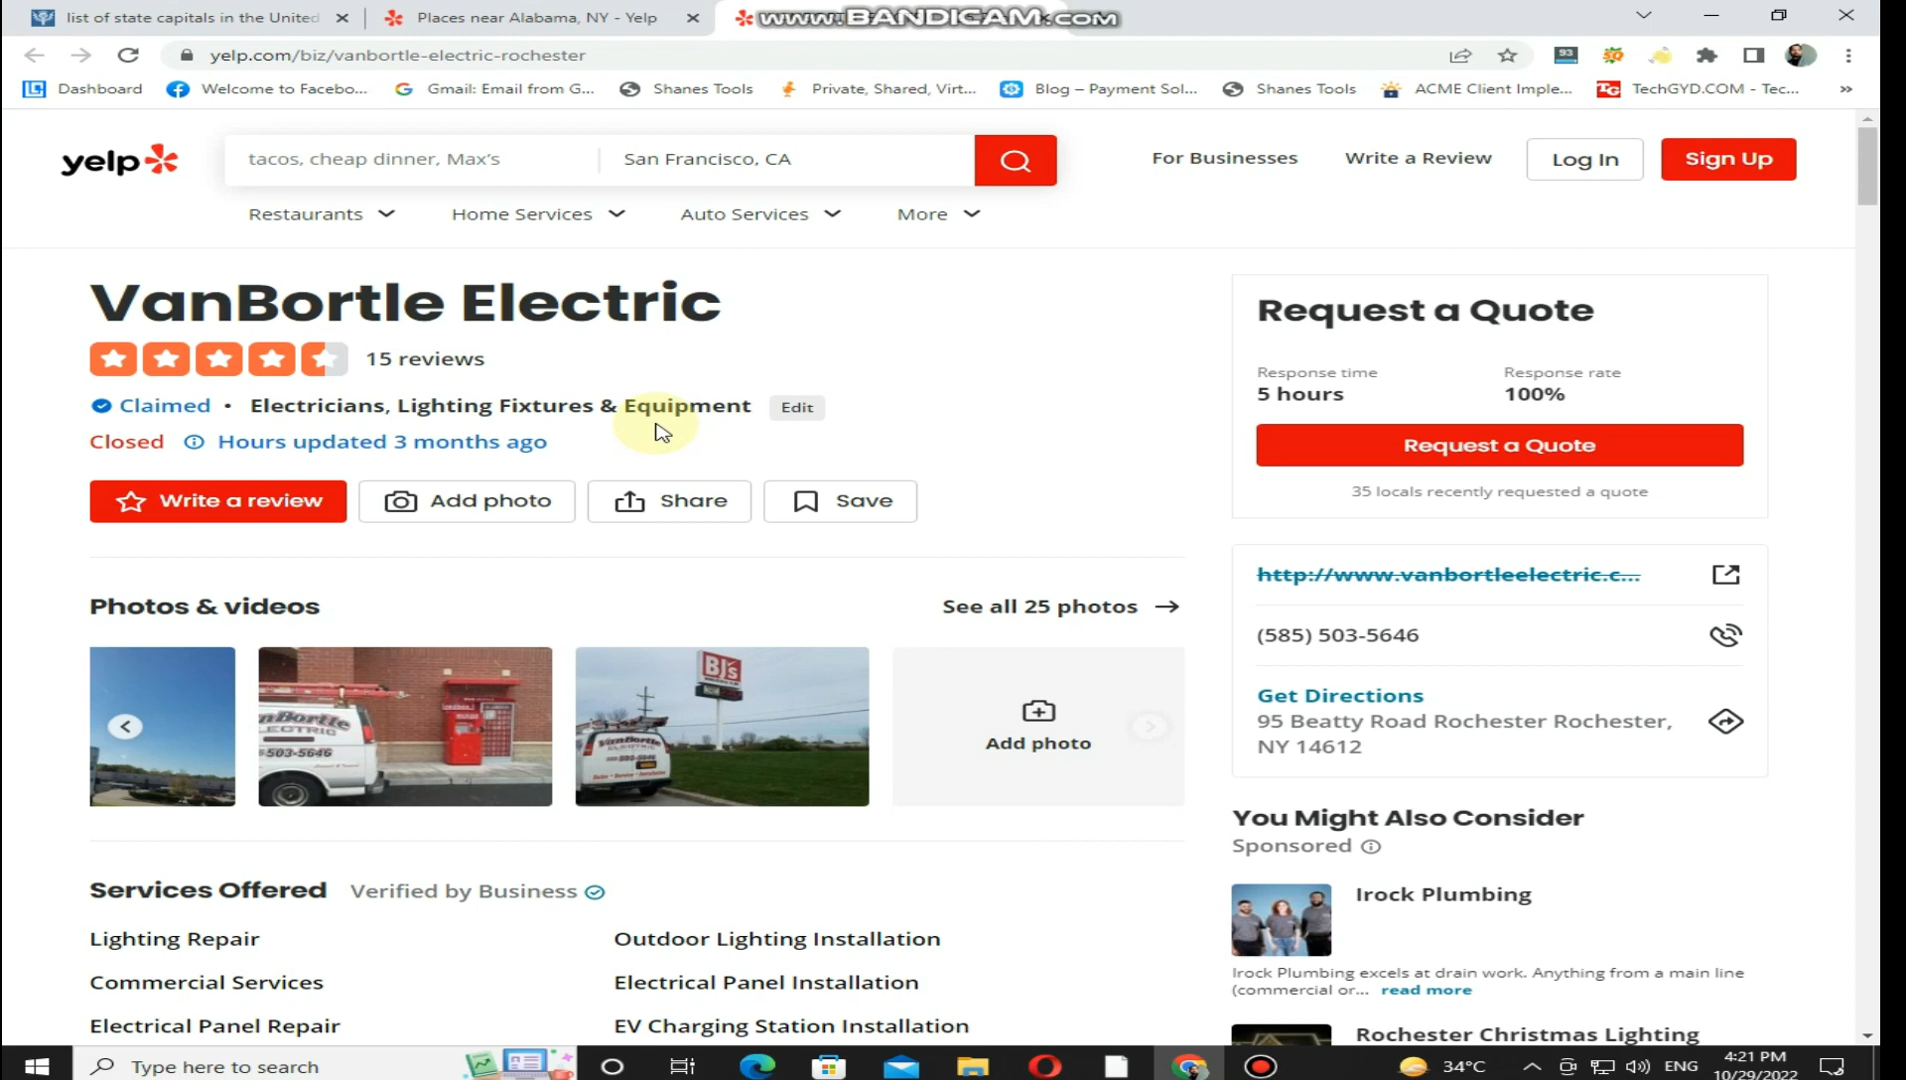 list of state capitals in the United
Places near Alabama, NY - Yelp
www.BANDICAM.com
yelp.com/biz/vanbortle-electric-rochester
93
Dashboard
Welcome to Facebo...
Gmail: Email from G...
Shanes Tools
Private, Shared, Virt...
Blog – Payment Sol...
Shanes Tools
ACME Client Imple...
TG
TechGYD.COM - Tec...
yelp
tacos, cheap dinner, Max's
San Francisco, CA
For Businesses
Write a Review
Log In
Sign Up
Restaurants
Home Services
Auto Services
More
VanBortle Electric
15 reviews
Claimed • Electricians, Lighting Fixtures & Equipment
Edit
Closed
Hours updated 3 months ago
Write a review
Add photo
Share
Save
Request a Quote
Response time
5 hours
Response rate
100%
Request a Quote
35 locals recently requested a quote
http://www.vanbortleelectric.c...
(585) 503-5646
Get Directions
95 Beatty Road Rochester Rochester,
NY 14612
Photos & videos
See all 25 photos
503-5646
BJ's
VanBortle
Add photo
Services Offered
Verified by Business
Lighting Repair
Outdoor Lighting Installation
Commercial Services
Electrical Panel Installation
Electrical Panel Repair
EV Charging Station Installation
You Might Also Consider
Sponsored
Irock Plumbing
Irock Plumbing excels at drain work. Anything from a main line
(commercial or... read more
Rochester Christmas Lighting
Type here to search
34°C
ENG
4:21 PM
10/29/2022